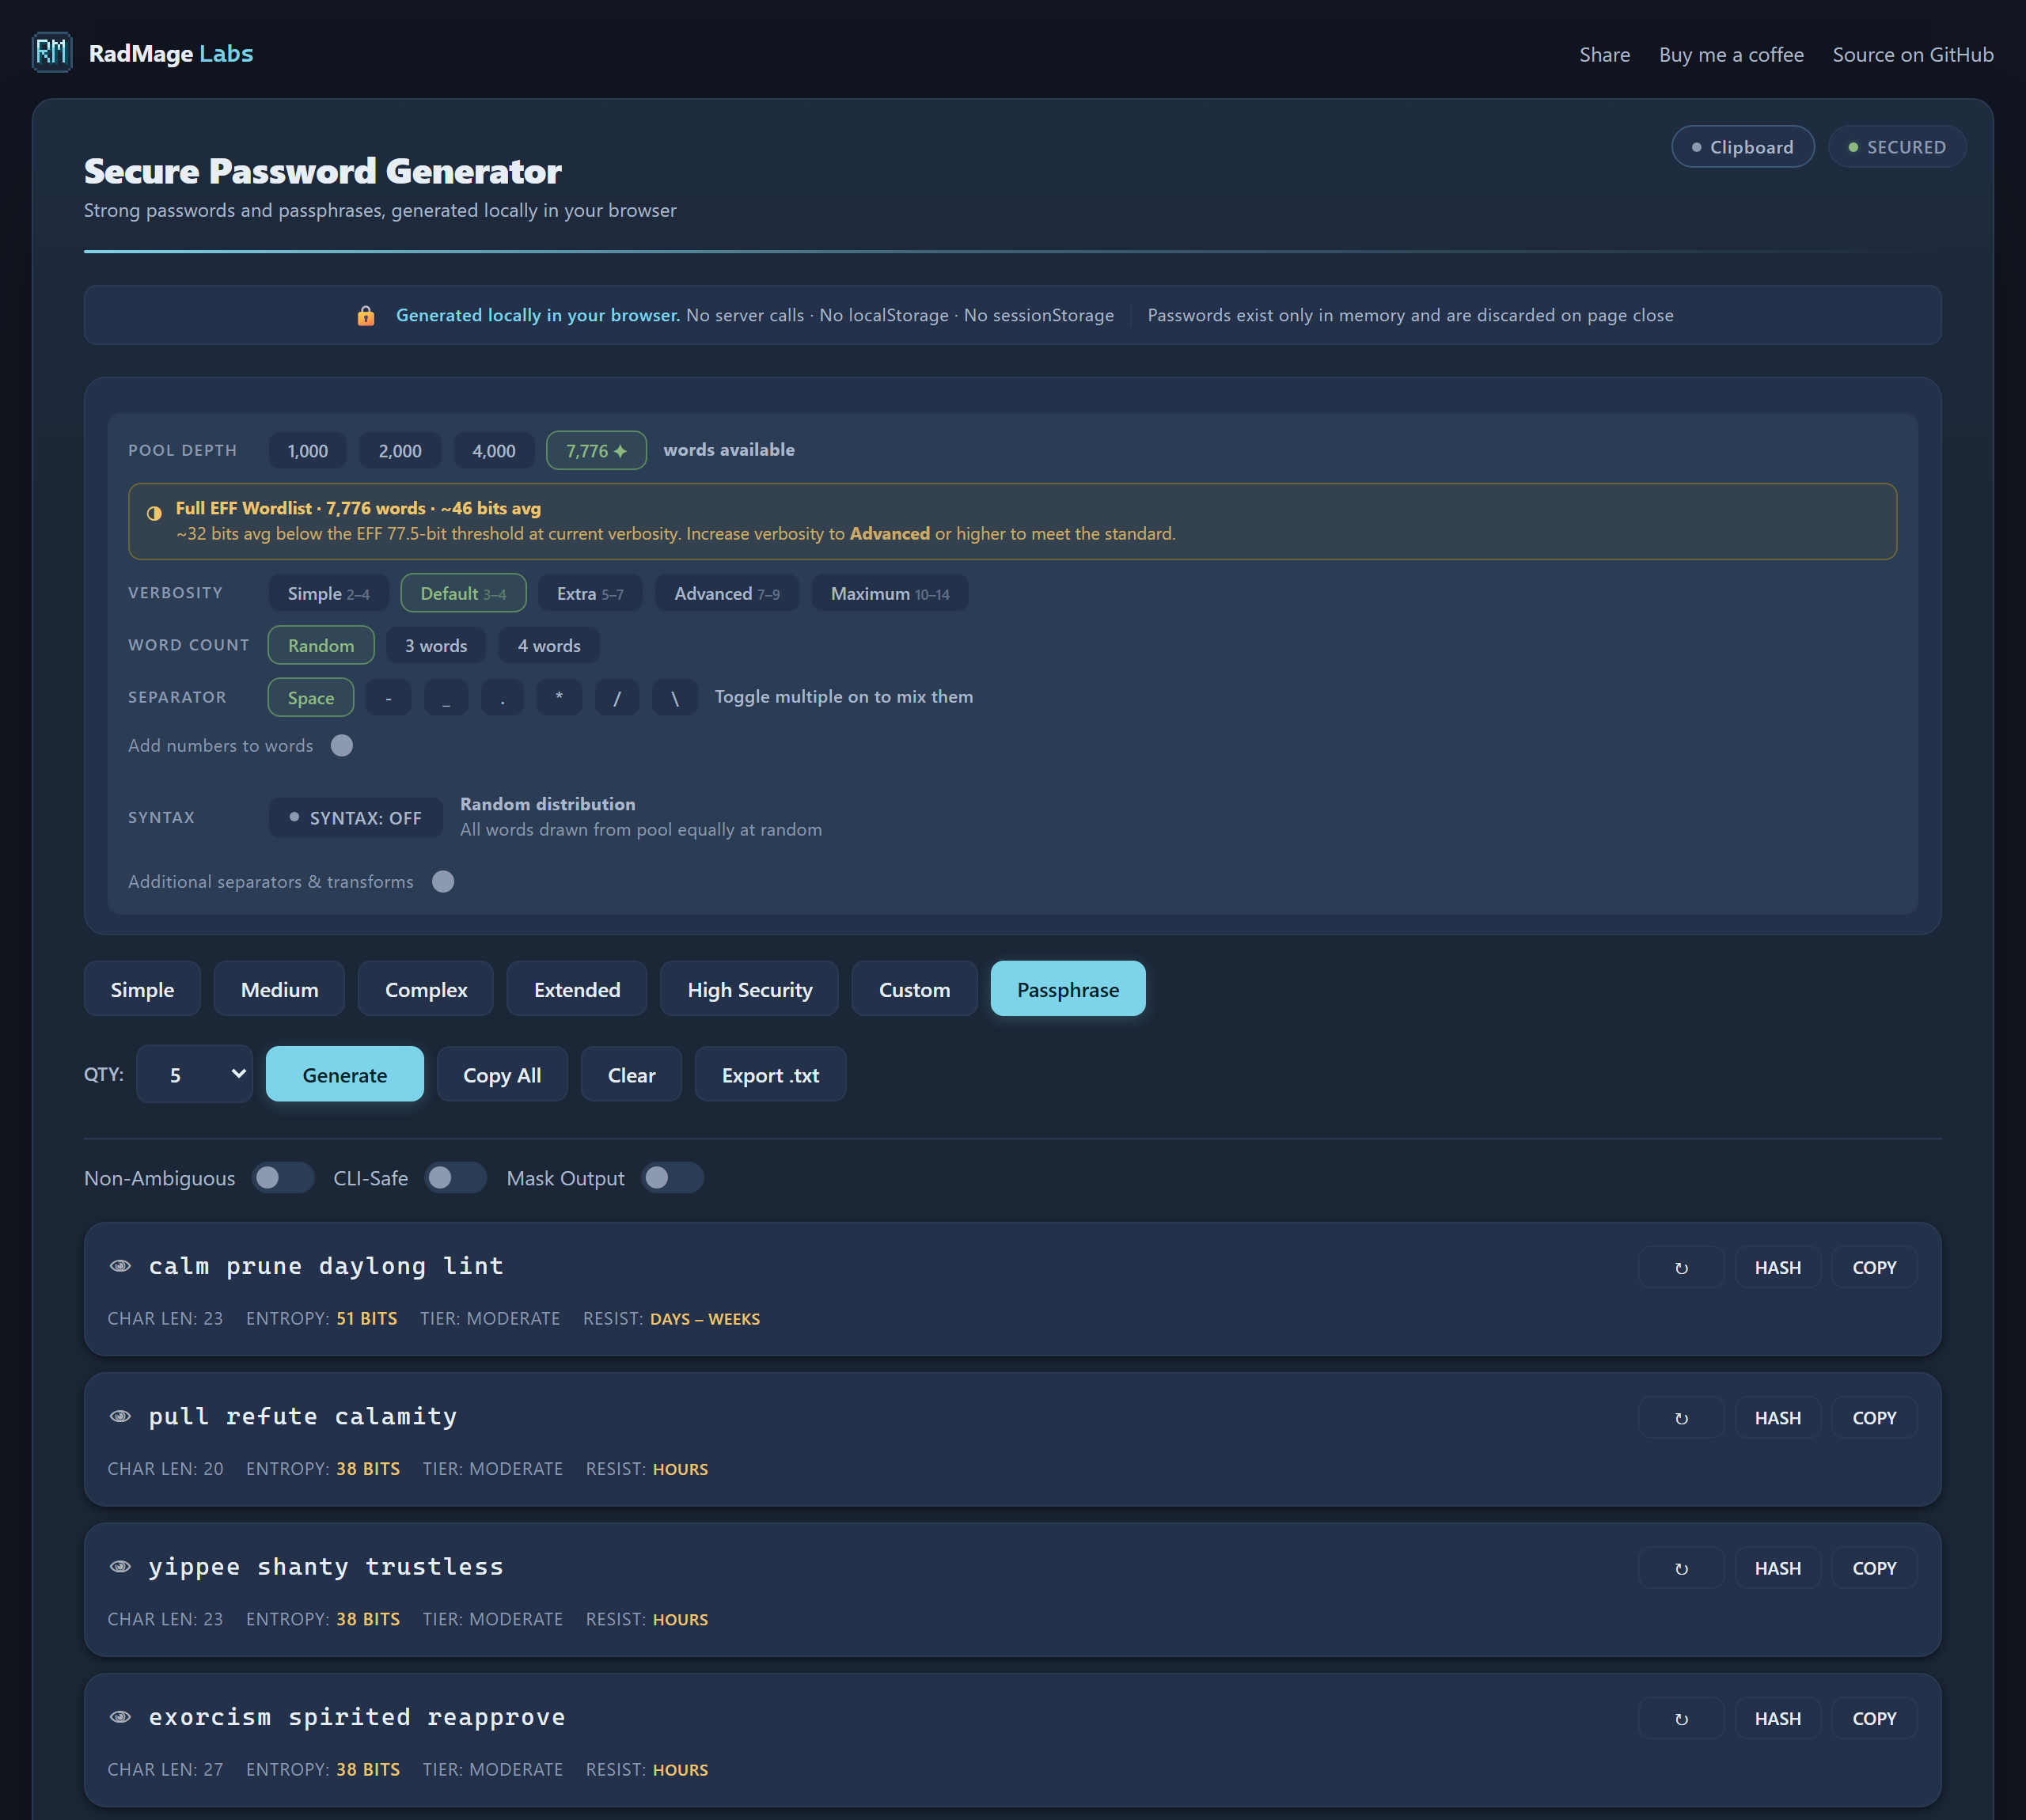 RM RadMage Labs
Share Buy me a coffee Source on GitHub
Clipboard SECURED
Secure Password Generator
Strong passwords and passphrases, generated locally in your browser
Generated locally in your browser. No server calls · No localStorage · No sessionStorage Passwords exist only in memory and are discarded on page close
POOL DEPTH 1,000 2,000 4,000 7,776 ✦ words available
Full EFF Wordlist · 7,776 words · ~46 bits avg
~32 bits avg below the EFF 77.5-bit threshold at current verbosity. Increase verbosity to Advanced or higher to meet the standard.
VERBOSITY Simple 2–4 Default 3–4 Extra 5–7 Advanced 7–9 Maximum 10–14
WORD COUNT Random 3 words 4 words
SEPARATOR Space - _ . * / \ Toggle multiple on to mix them
Add numbers to words
SYNTAX SYNTAX: OFF Random distribution
All words drawn from pool equally at random
Additional separators & transforms
Simple Medium Complex Extended High Security Custom Passphrase
QTY: 5 Generate Copy All Clear Export .txt
Non-Ambiguous CLI-Safe Mask Output
calm prune daylong lint ↻ HASH COPY
CHAR LEN: 23 ENTROPY: 51 BITS TIER: MODERATE RESIST: DAYS – WEEKS
pull refute calamity ↻ HASH COPY
CHAR LEN: 20 ENTROPY: 38 BITS TIER: MODERATE RESIST: HOURS
yippee shanty trustless ↻ HASH COPY
CHAR LEN: 23 ENTROPY: 38 BITS TIER: MODERATE RESIST: HOURS
exorcism spirited reapprove ↻ HASH COPY
CHAR LEN: 27 ENTROPY: 38 BITS TIER: MODERATE RESIST: HOURS